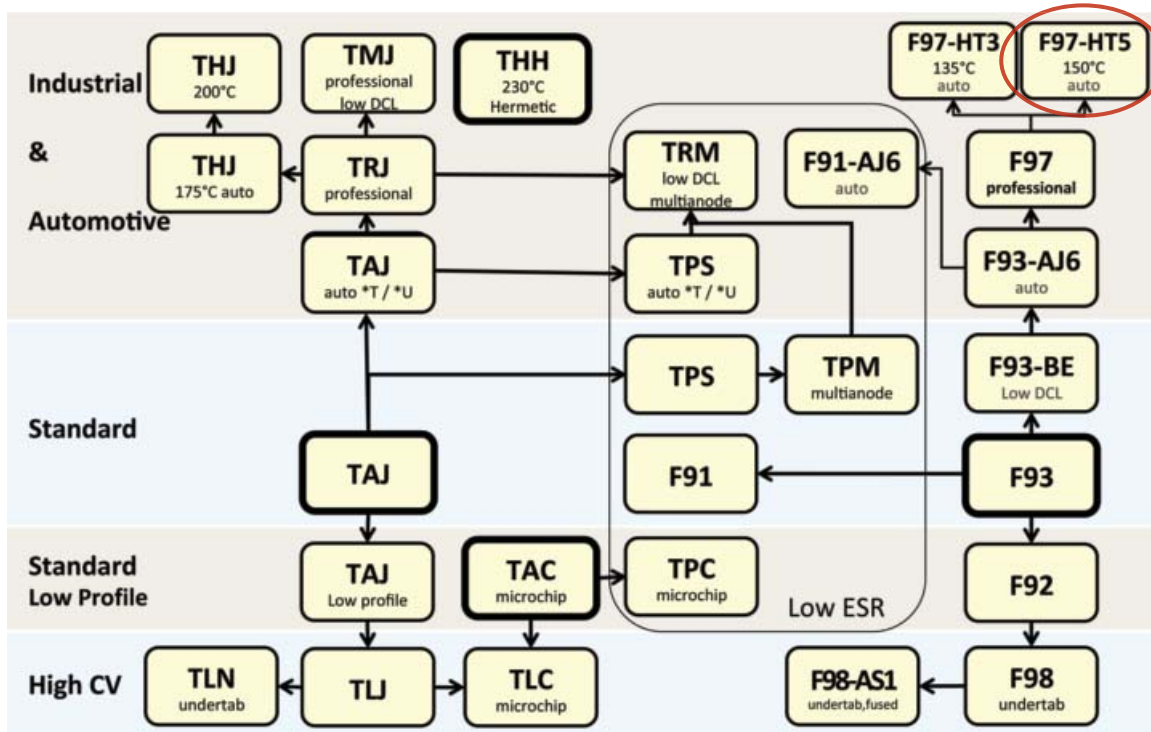 Industrial
&
Automotive
THJ
200°C
TMJ
professional
low DCL
THH
230°C
Hermetic
F97-HT3
135°C
auto
F97-HT5
150°C
auto
THJ
175°C auto
TRJ
professional
TRM
low DCL
multianode
F91-AJ6
auto
F97
professional
TAJ
auto *T / *U
TPS
auto *T / *U
F93-AJ6
auto
Standard
TPS
TPM
multianode
F93-BE
Low DCL
TAJ
F91
F93
Standard
Low Profile
TAJ
Low profile
TAC
microchip
TPC
microchip
Low ESR
F92
High CV
TLN
undertab
TLJ
TLC
microchip
F98-AS1
undertab,fused
F98
undertab